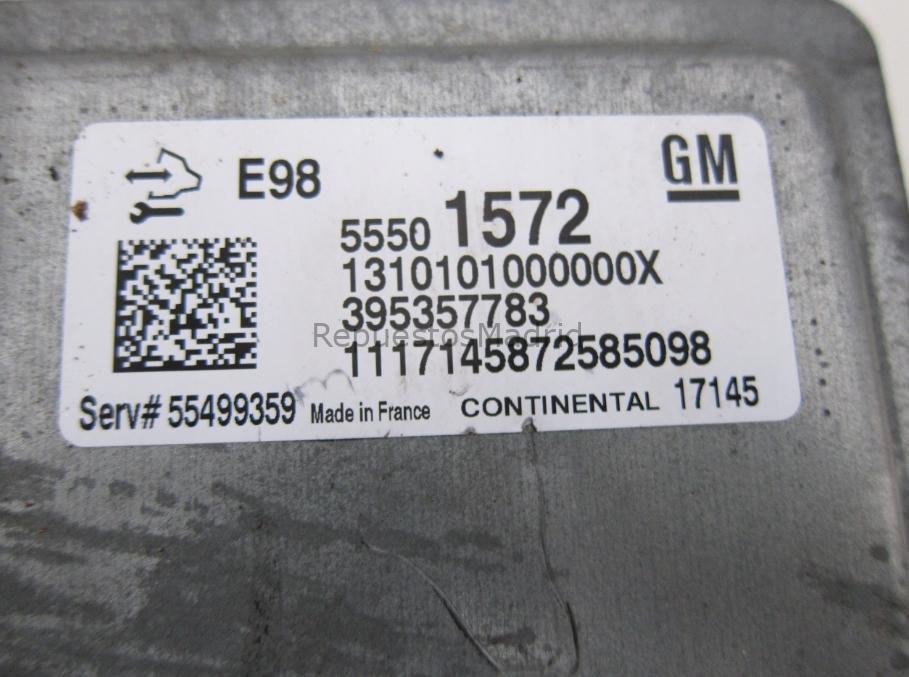 E98
GM
5550 1572
1310101000000X
395357783
RepuestosMadrid
1117145872585098
Serv# 55499359 Made in France CONTINENTAL 17145